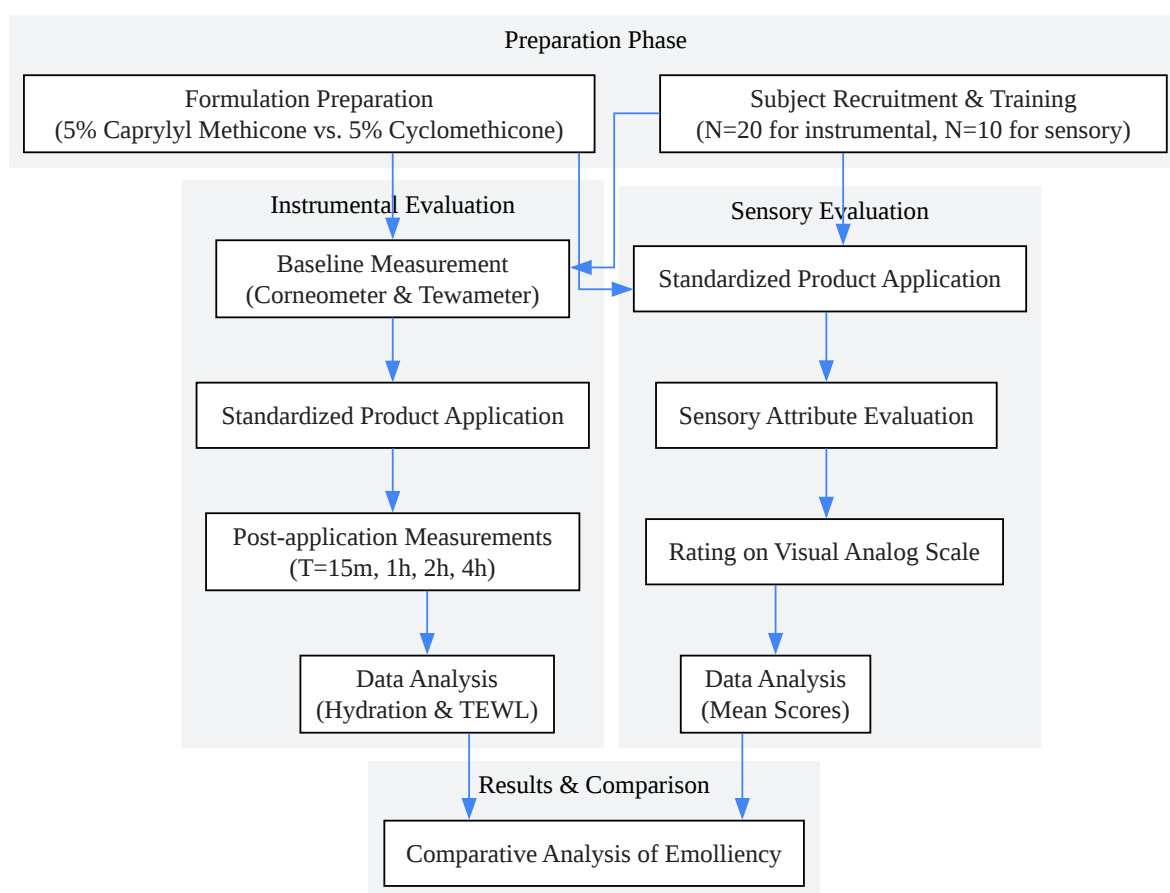 Preparation Phase
Formulation Preparation
(5% Caprylyl Methicone vs. 5% Cyclomethicone)
Subject Recruitment & Training
(N=20 for instrumental, N=10 for sensory)
Instrumental Evaluation
Baseline Measurement
(Corneometer & Tewameter)
Standardized Product Application
Post-application Measurements
(T=15m, 1h, 2h, 4h)
Data Analysis
(Hydration & TEWL)
Sensory Evaluation
Standardized Product Application
Sensory Attribute Evaluation
Rating on Visual Analog Scale
Data Analysis
(Mean Scores)
Results & Comparison
Comparative Analysis of Emolliency